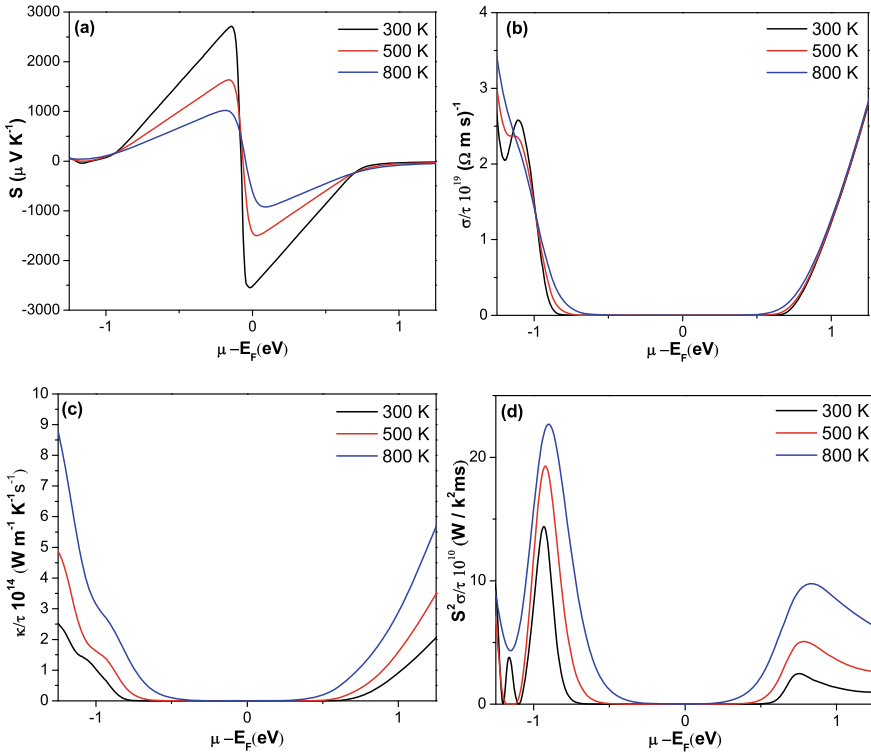 (a)
300 K
500 K
800 K
3000
2000
1000
0
-1000
-2000
-3000
S (μ V K⁻¹)
-1 0 1
μ – E_F (eV)
(b)
300 K
500 K
800 K
4
3
2
1
0
σ/τ 10¹⁹ (Ω m s)⁻¹
-1 0 1
μ – E_F (eV)
(c)
300 K
500 K
800 K
10
9
8
7
6
5
4
3
2
1
0
κ/τ 10¹⁴ (W m⁻¹ K⁻¹s⁻¹)
-1 0 1
μ – E_F (eV)
(d)
300 K
500 K
800 K
20
10
0
S²σ/τ 10¹⁰ (W / k²ms)
-1 0 1
μ – E_F (eV)